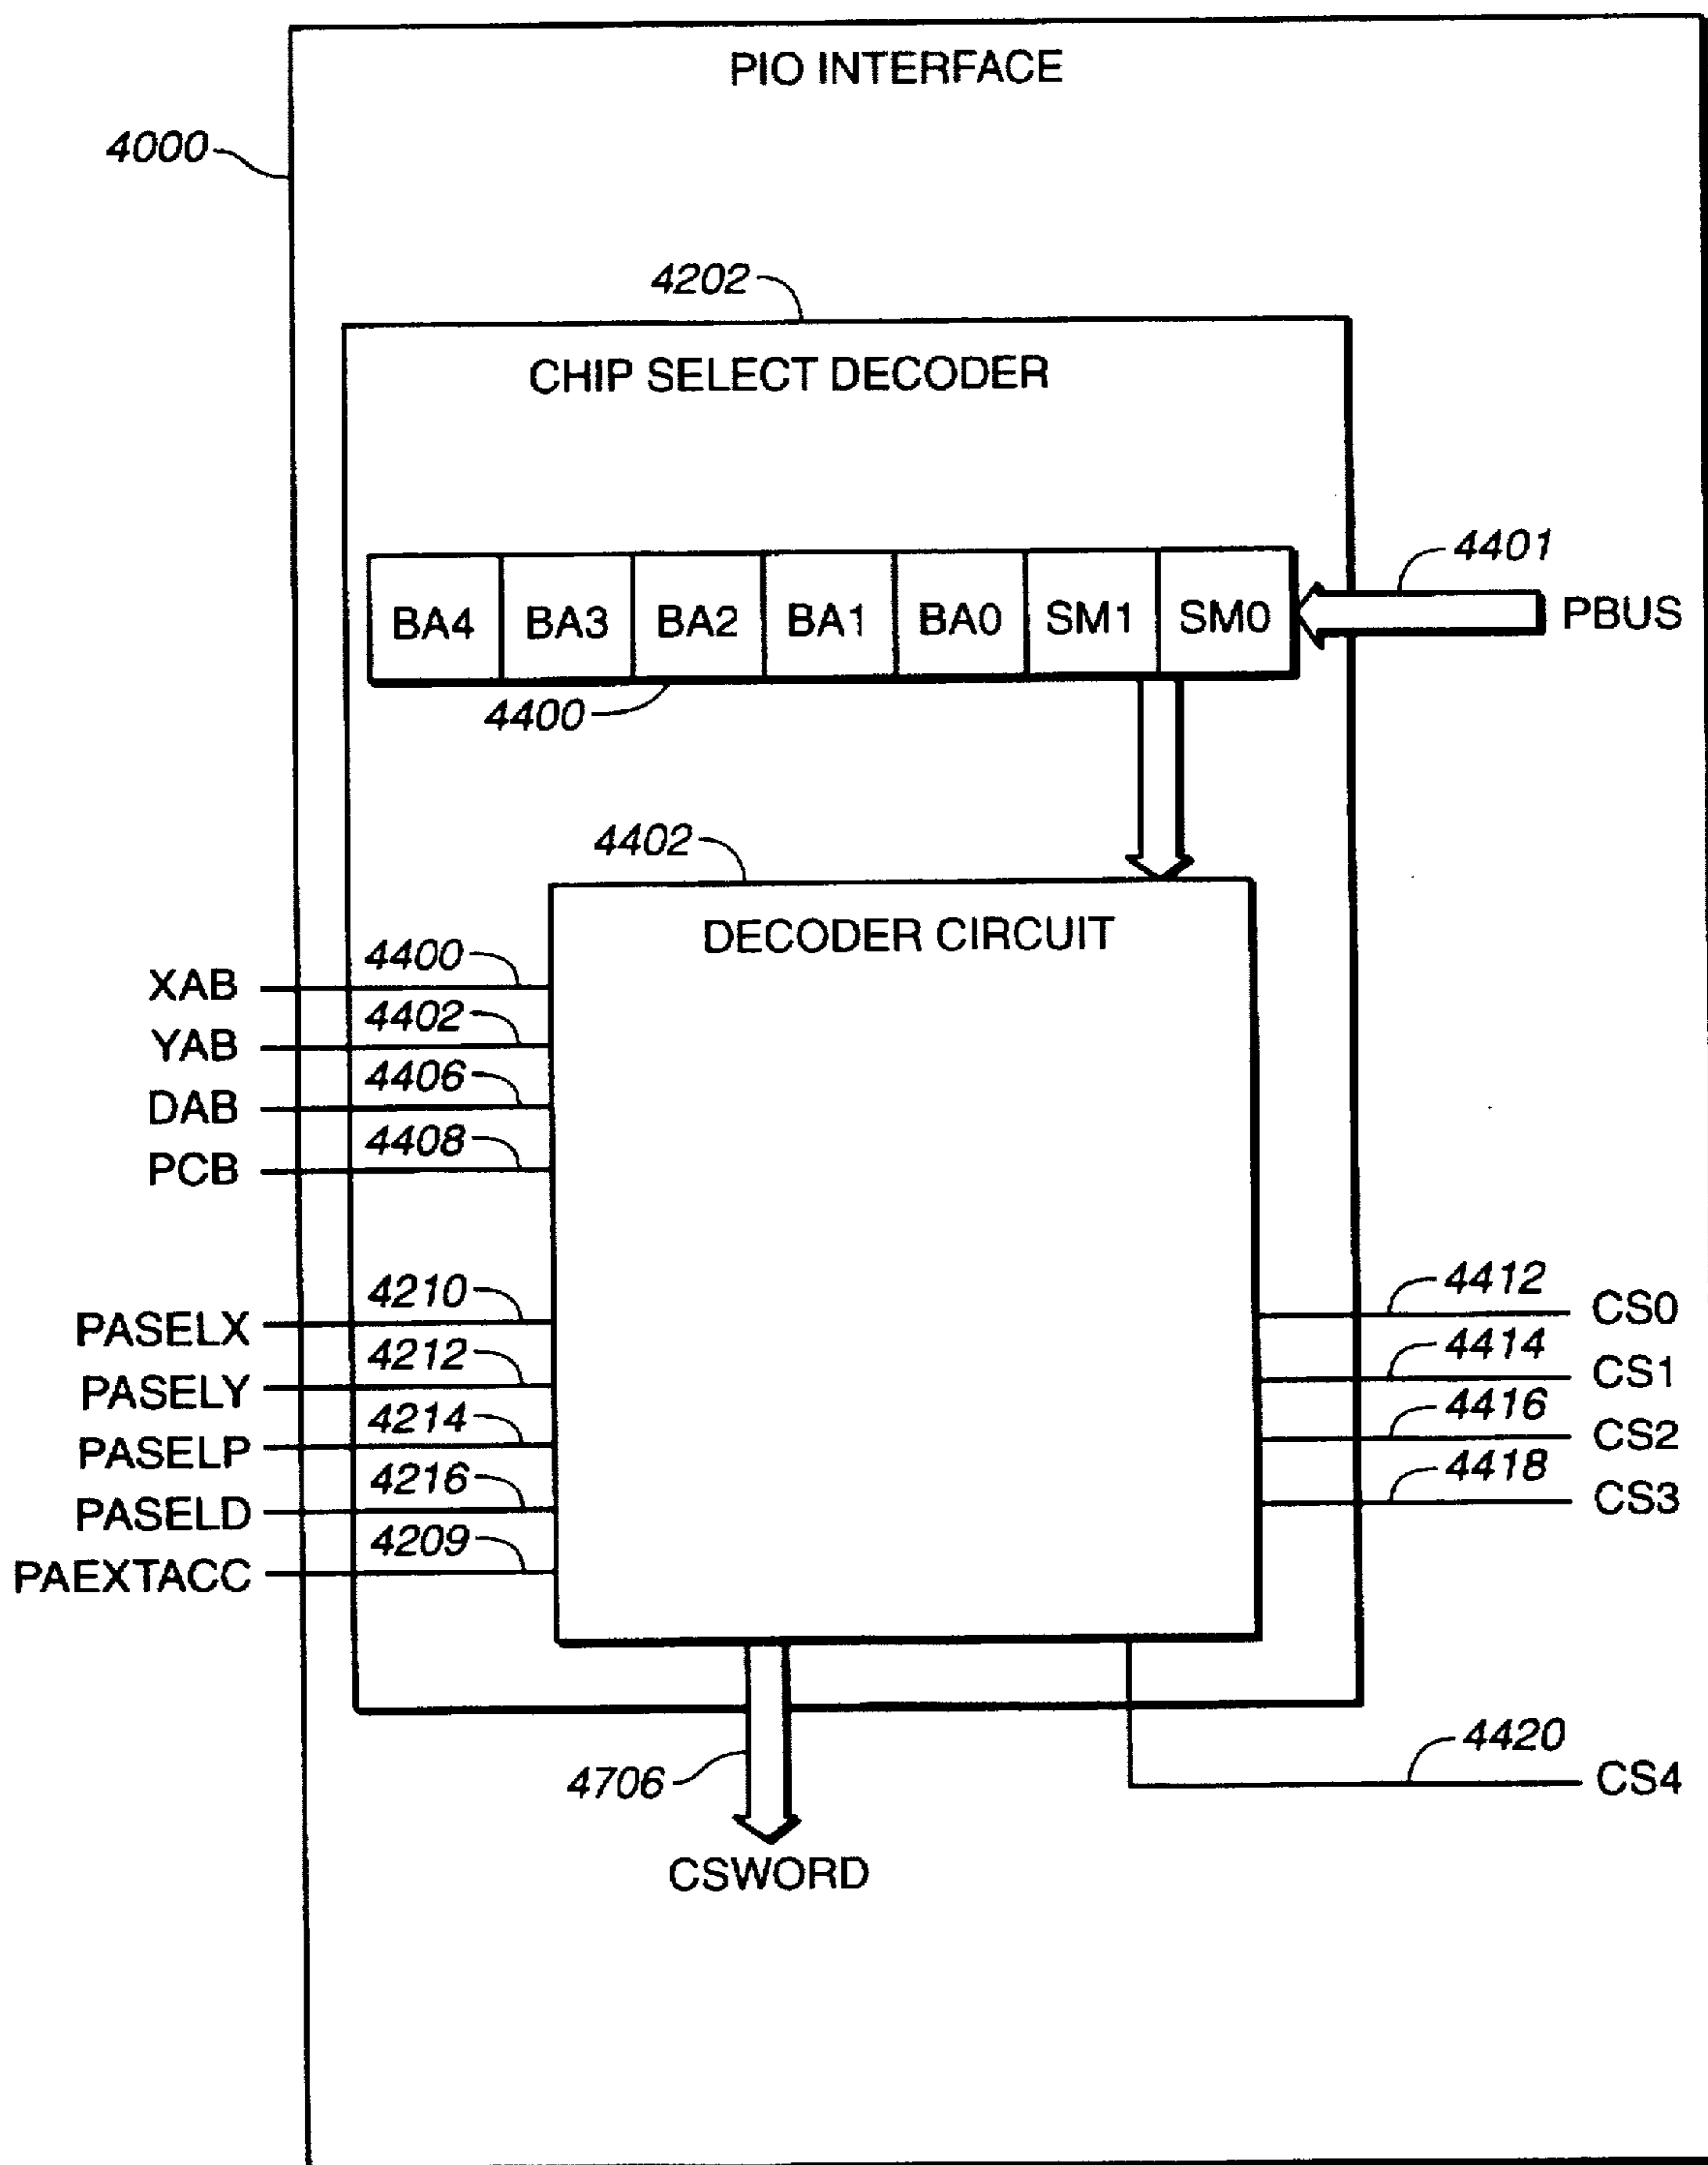 PIO INTERFACE
4000
4202
CHIP SELECT DECODER
4401
BA4 BA3 BA2 BA1 BA0 SM1 SM0 PBUS
4400
4402
DECODER CIRCUIT
XAB 4400
YAB 4402
DAB 4406
PCB 4408
PASELX 4210
PASELY 4212
PASELP 4214
PASELD 4216
PAEXTACC 4209
4412 CS0
4414 CS1
4416 CS2
4418 CS3
4420 CS4
4706
CSWORD